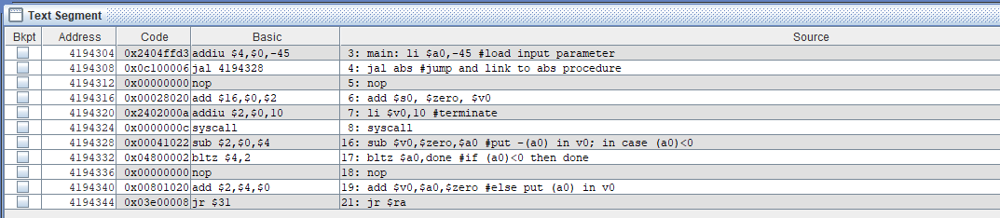 Text Segment
Bkpt Address Code Basic Source
4194304 0x2404ffd3 addiu $4,$0,-45 3: main: li $a0,-45 #load input parameter
4194308 0x0c100006 jal 4194328 4: jal abs #jump and link to abs procedure
4194312 0x00000000 nop 5: nop
4194316 0x00028020 add $16,$0,$2 6: add $s0, $zero, $v0
4194320 0x2402000a addiu $2,$0,10 7: li $v0,10 #terminate
4194324 0x0000000c syscall 8: syscall
4194328 0x00041022 sub $2,$0,$4 16: sub $v0,$zero,$a0 #put -(a0) in v0; in case (a0)<0
4194332 0x04800002 bltz $4,2 17: bltz $a0,done #if (a0)<0 then done
4194336 0x00000000 nop 18: nop
4194340 0x00801020 add $2,$4,$0 19: add $v0,$a0,$zero #else put (a0) in v0
4194344 0x03e00008 jr $31 21: jr $ra